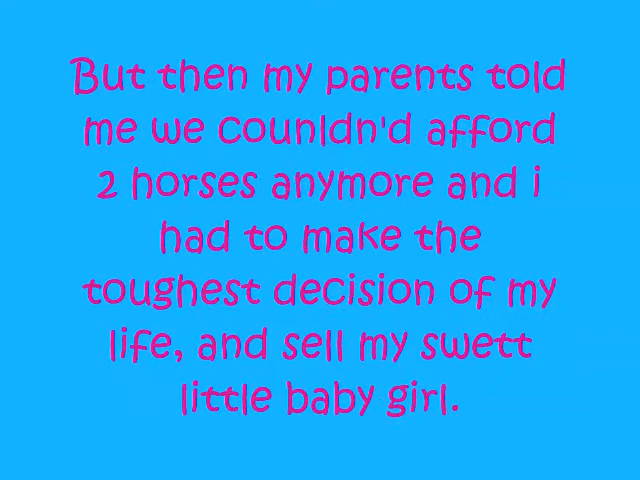 But then my parents told
me we counldn'd afford
2 horses anymore and i
had to make the
toughest decision of my
life, and sell my swett
little baby girl.